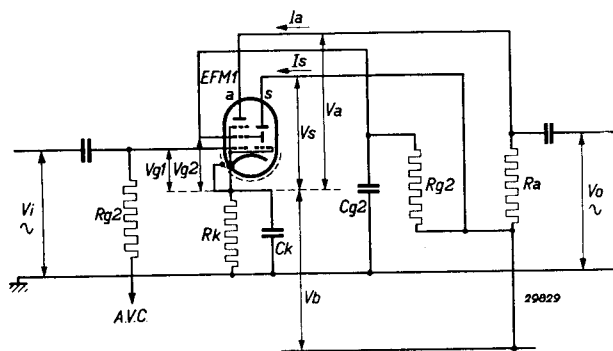 Ia
EFM1
Is
a
s
Va
Vs
Vg1
Vg2
Vi
∼
Rg2
Rk
Ck
Cg2
Rg2
Ra
Vo
∼
Vb
A.V.C.
29829